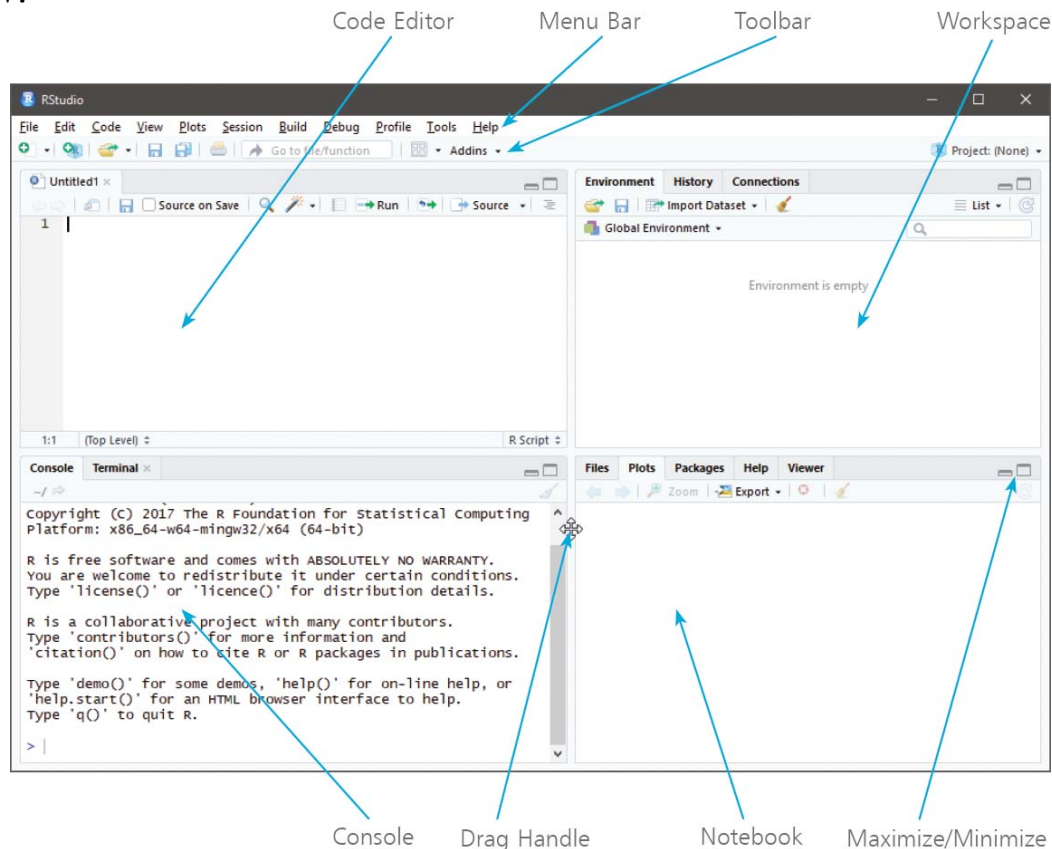 Code Editor Menu Bar Toolbar Workspace
RStudio
File Edit Code View Plots Session Build Debug Profile Tools Help
Go to file/function Addins Project: (None)
Untitled1
Source on Save Run Source
1
1:1 (Top Level) R Script
Environment History Connections
Import Dataset List
Global Environment
Environment is empty
Console Terminal
~/
Copyright (C) 2017 The R Foundation for Statistical Computing
Platform: x86_64-w64-mingw32/x64 (64-bit)
R is free software and comes with ABSOLUTELY NO WARRANTY.
You are welcome to redistribute it under certain conditions.
Type 'license()' or 'licence()' for distribution details.
R is a collaborative project with many contributors.
Type 'contributors()' for more information and
'citation()' on how to cite R or R packages in publications.
Type 'demo()' for some demos, 'help()' for on-line help, or
'help.start()' for an HTML browser interface to help.
Type 'q()' to quit R.
>
Files Plots Packages Help Viewer
Zoom Export
Console Drag Handle Notebook Maximize/Minimize